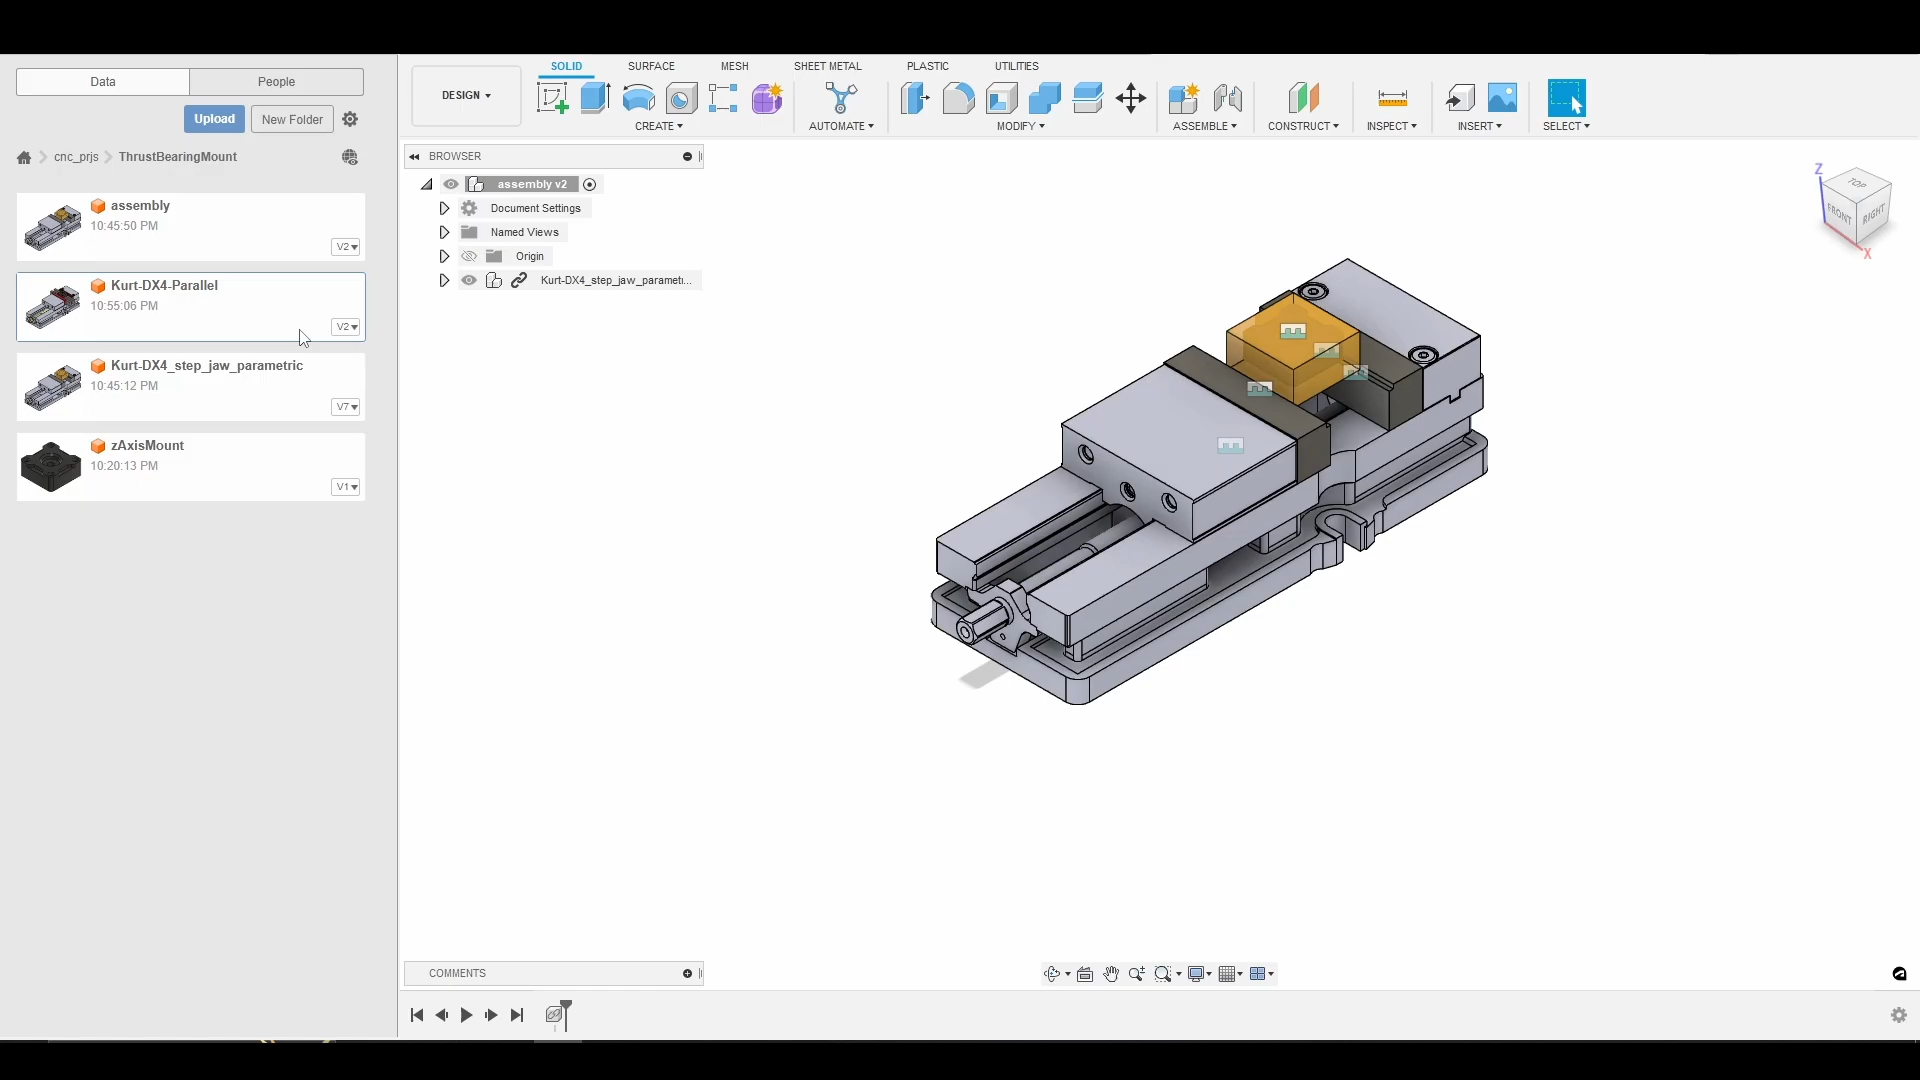 Data
People
Upload
New Folder
cnc_prjs
ThrustBearingMount
assembly
10:45:50 PM
V2
Kurt-DX4-Parallel
10:55:06 PM
V2
Kurt-DX4_step_jaw_parametric
10:45:12 PM
V7
zAxisMount
10:20:13 PM
V1
DESIGN
SOLID
SURFACE
MESH
SHEET METAL
PLASTIC
UTILITIES
CREATE
AUTOMATE
MODIFY
ASSEMBLE
CONSTRUCT
INSPECT
INSERT
SELECT
BROWSER
assembly v2
Document Settings
Named Views
Origin
Kurt-DX4_step_jaw_parametri...
Z
TOP
FRONT
RIGHT
X
COMMENTS